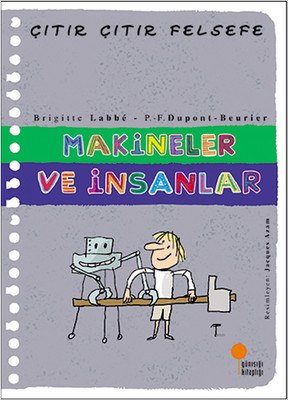 ÇITIR ÇITIR FELSEFE
Brigitte Labbé - P.-F.Dupont-Beurier
MAKİNELER
VE İNSANLAR
Resimleyen: Jacques Azam
günışığı
kitaplığı